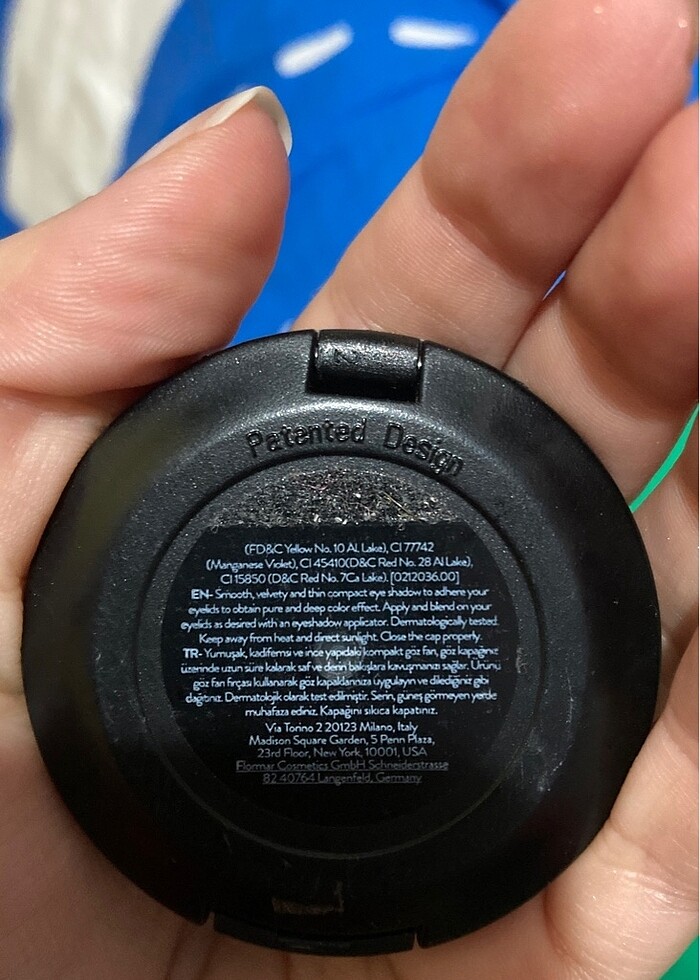 Patented Design
(FD&C Yellow No. 10 Al Lake), CI 77742
(Manganese Violet), CI 45410(D&C Red No. 28 Al Lake),
CI 15850 (D&C Red No. 7Ca Lake). [0212036.00]
EN- Smooth, velvety and thin compact eye shadow to adhere your
eyelids to obtain pure and deep color effect. Apply and blend on your
eyelids as desired with an eyeshadow applicator. Dermatologically tested.
Keep away from heat and direct sunlight. Close the cap properly.
TR- Yumuşak, kadifemsi ve ince yapıdaki kompakt göz farı, göz kapağınız
üzerinde uzun süre kalarak saf ve derin bakışlara kavuşmanızı sağlar. Ürünü
göz farı fırçası kullanarak göz kapaklarınıza uygulayın ve dilediğiniz gibi
dağıtınız. Dermatolojik olarak test edilmiştir. Serin, güneş görmeyen yerde
muhafaza ediniz. Kapağını sıkıca kapatınız.
Via Torino 2 20123 Milano, Italy
Madison Square Garden, 5 Penn Plaza,
23rd Floor, New York, 10001, USA
Flormar Cosmetics GmbH Schneiderstrasse
82 40764 Langenfeld, Germany